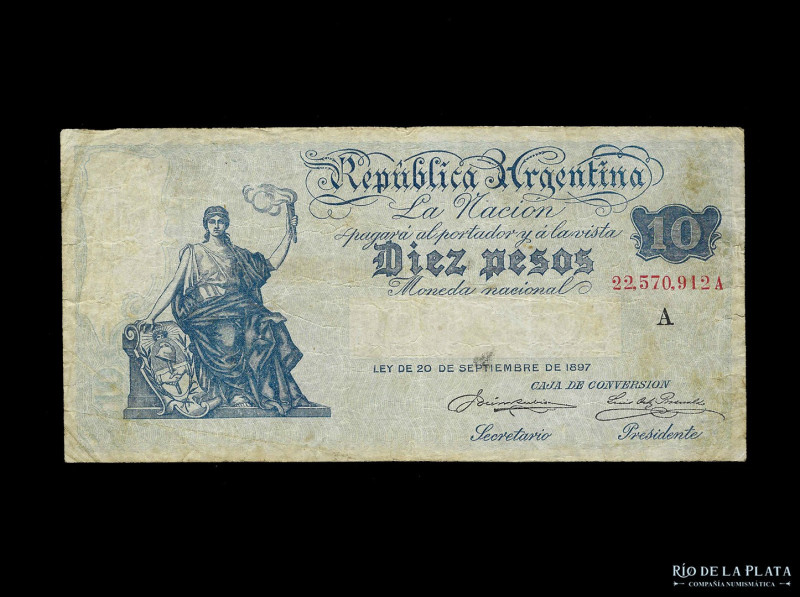 República Argentina
La Nación
pagará al portador y á la vista
10
Diez pesos
Moneda nacional
22,570,912 A
A
LEY DE 20 DE SEPTIEMBRE DE 1897
CAJA DE CONVERSION
Secretario Presidente
RÍO DE LA PLATA
COMPAÑÍA NUMISMÁTICA